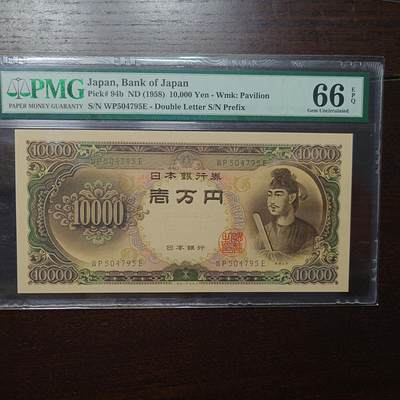 PMG
PAPER MONEY GUARANTY
Japan, Bank of Japan
Pick# 94b ND (1958) 10,000 Yen - Wmk: Pavilion
S/N WP504795E - Double Letter S/N Prefix
66 EPQ
Gem Uncirculated
10000 10000
WP504795E WP504795E
日本銀行券
10000 壱万円
日本銀行
WP504795E WP504795E
10000 10000